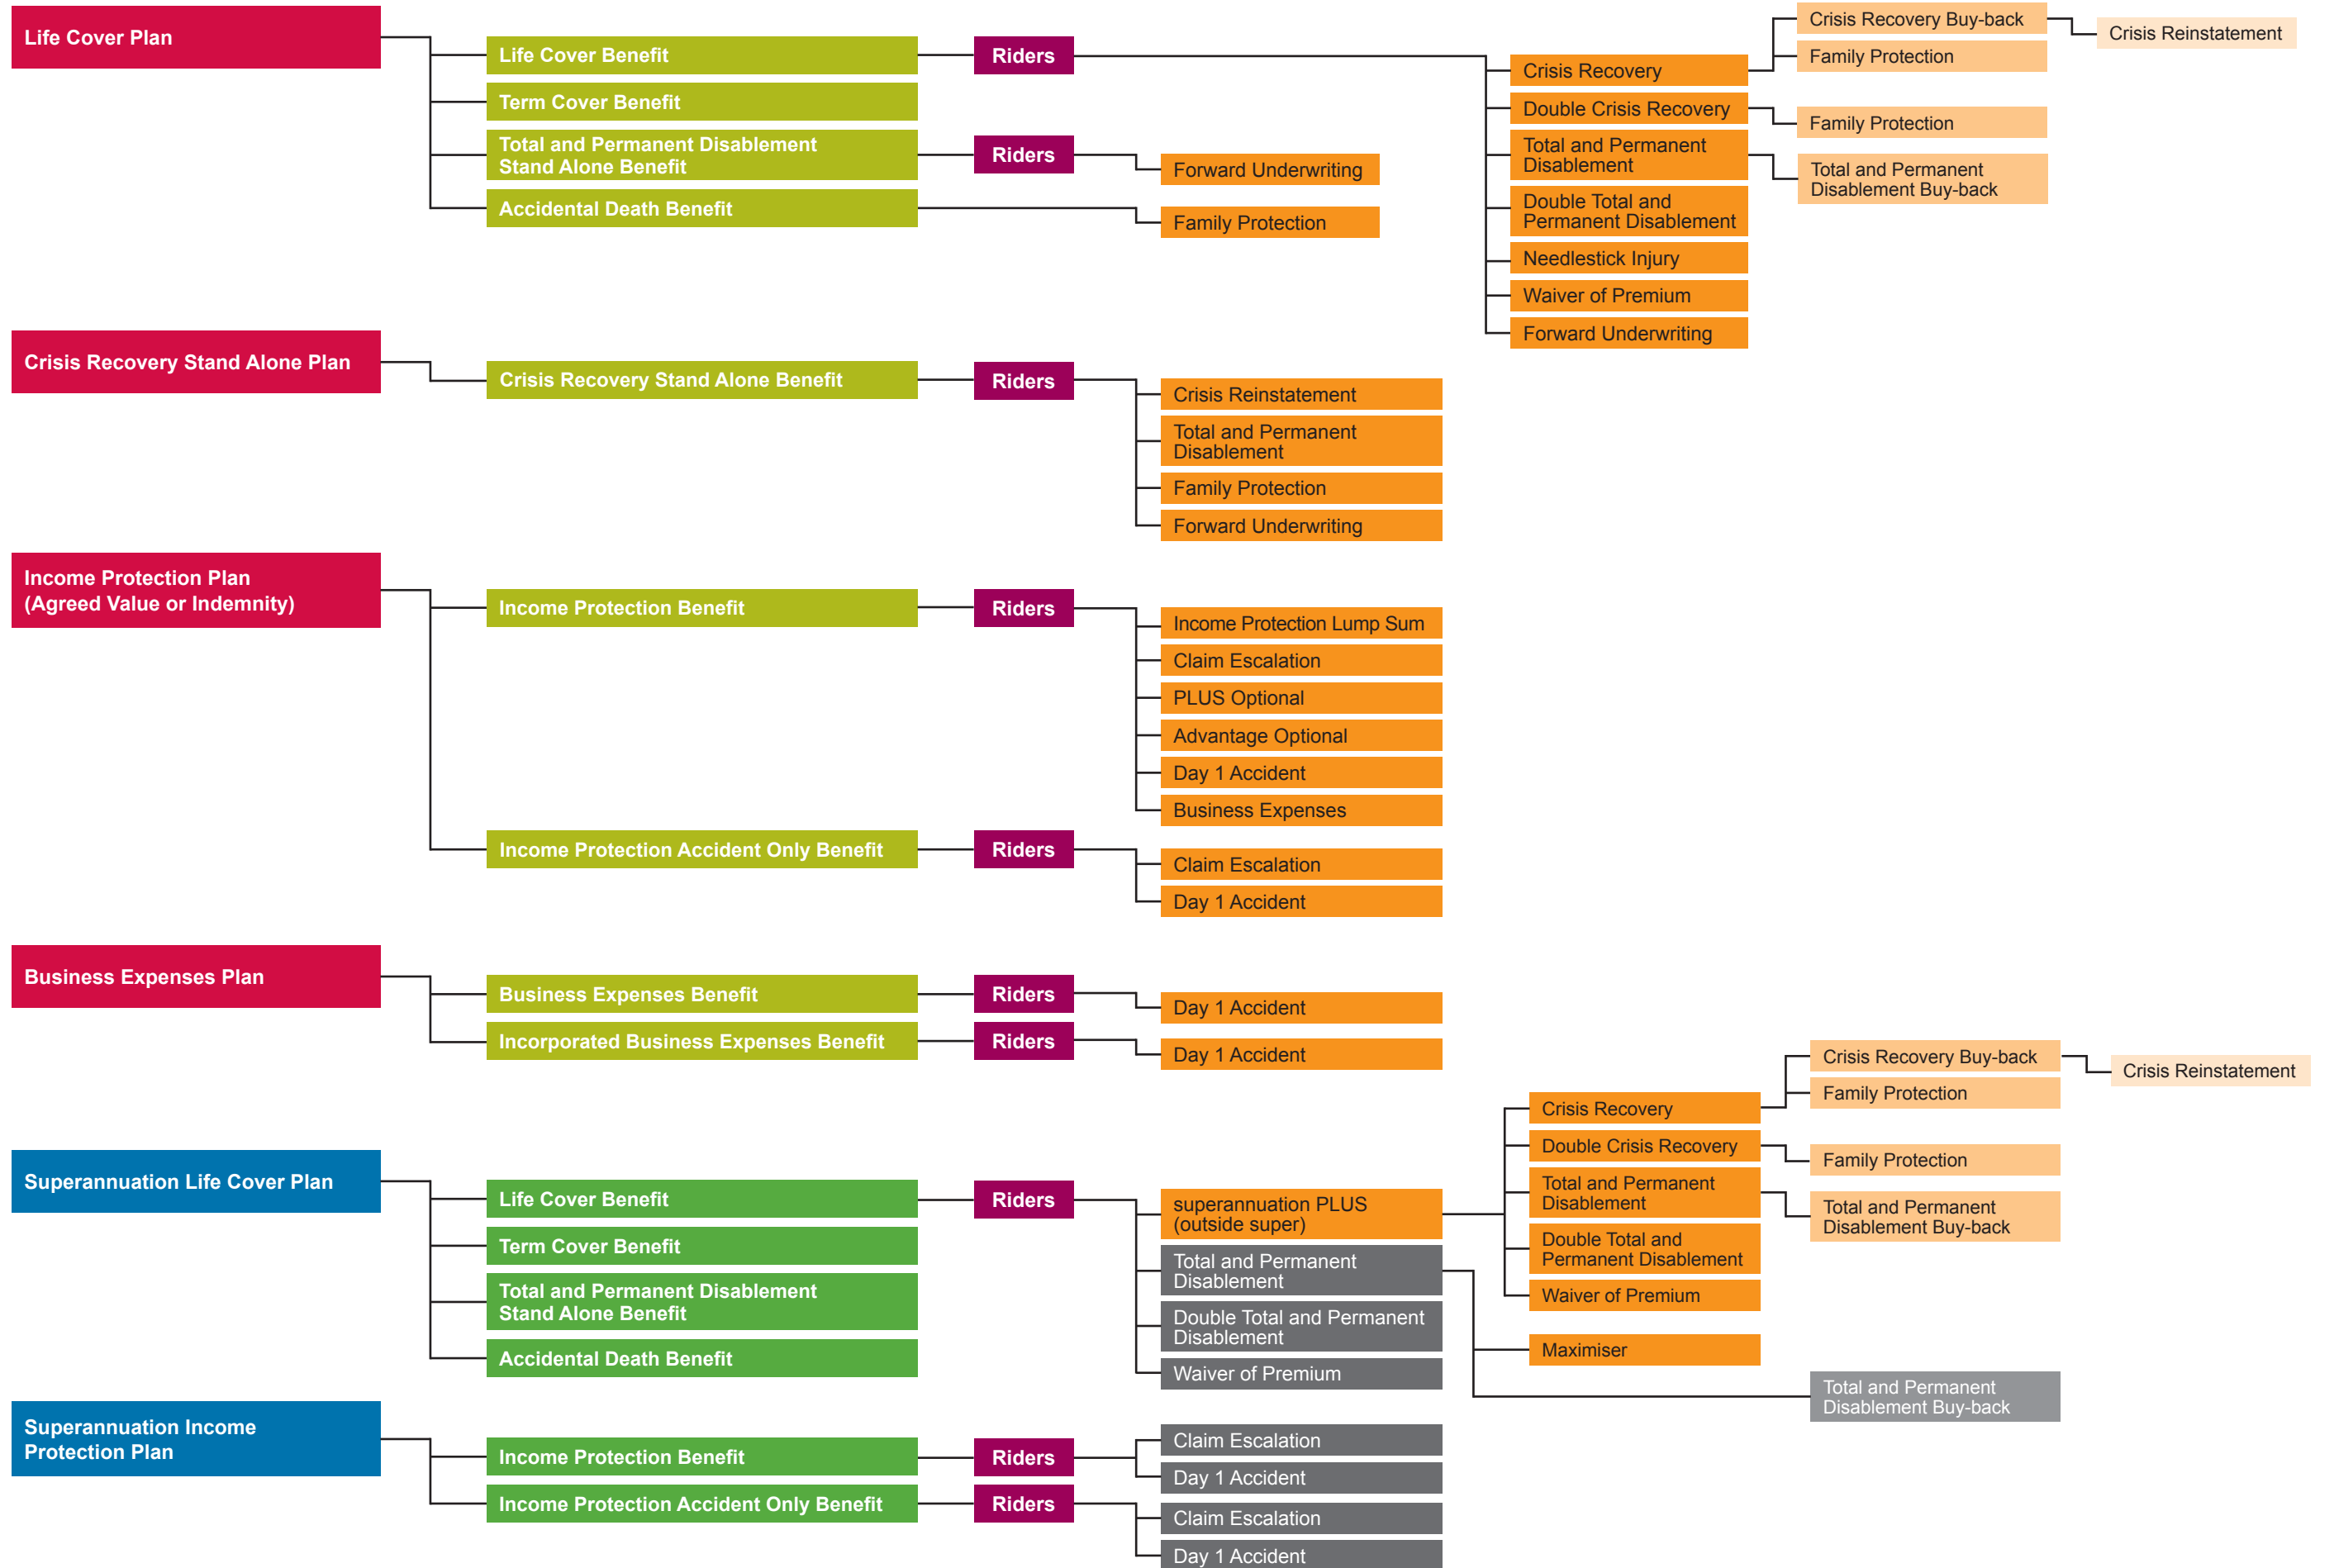 Life Cover Plan
Life Cover Benefit
Riders
Crisis Recovery
Crisis Recovery Buy-back
Crisis Reinstatement
Family Protection
Double Crisis Recovery
Family Protection
Total and Permanent
Disablement
Total and Permanent
Disablement Buy-back
Double Total and
Permanent Disablement
Needlestick Injury
Waiver of Premium
Forward Underwriting
Term Cover Benefit
Total and Permanent Disablement
Stand Alone Benefit
Riders
Forward Underwriting
Accidental Death Benefit
Family Protection
Crisis Recovery Stand Alone Plan
Crisis Recovery Stand Alone Benefit
Riders
Crisis Reinstatement
Total and Permanent
Disablement
Family Protection
Forward Underwriting
Income Protection Plan
(Agreed Value or Indemnity)
Income Protection Benefit
Riders
Income Protection Lump Sum
Claim Escalation
PLUS Optional
Advantage Optional
Day 1 Accident
Business Expenses
Income Protection Accident Only Benefit
Riders
Claim Escalation
Day 1 Accident
Business Expenses Plan
Business Expenses Benefit
Riders
Day 1 Accident
Incorporated Business Expenses Benefit
Riders
Day 1 Accident
Superannuation Life Cover Plan
Life Cover Benefit
Riders
superannuation PLUS
(outside super)
Crisis Recovery
Crisis Recovery Buy-back
Crisis Reinstatement
Family Protection
Double Crisis Recovery
Family Protection
Total and Permanent
Disablement
Total and Permanent
Disablement Buy-back
Double Total and
Permanent Disablement
Waiver of Premium
Total and Permanent
Disablement
Maximiser
Total and Permanent
Disablement Buy-back
Double Total and Permanent
Disablement
Waiver of Premium
Term Cover Benefit
Total and Permanent Disablement
Stand Alone Benefit
Accidental Death Benefit
Superannuation Income
Protection Plan
Income Protection Benefit
Riders
Claim Escalation
Day 1 Accident
Income Protection Accident Only Benefit
Riders
Claim Escalation
Day 1 Accident